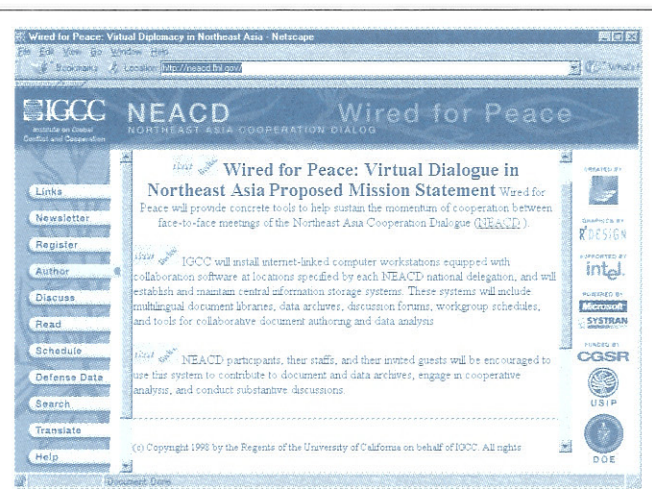 Wired for Peace: Virtual Diplomacy in Northeast Asia - Netscape
File Edit View Go Window Help
Bookmarks Location: http://neacd.llnl.gov/ What's
IGCC
Institute on Global
Conflict and Cooperation
NEACD Wired for Peace
NORTHEAST ASIA COOPERATION DIALOG
Links
Newsletter
Register
Author
Discuss
Read
Schedule
Defense Data
Search
Translate
Help
Wired for Peace: Virtual Dialogue in
Northeast Asia Proposed Mission Statement Wired for
Peace will provide concrete tools to help sustain the momentum of cooperation between
face-to-face meetings of the Northeast Asia Cooperation Dialogue (NEACD ).
IGCC will install internet-linked computer workstations equipped with
collaboration software at locations specified by each NEACD national delegation, and will
establish and maintain central information storage systems. These systems will include
multilingual document libraries, data archives, discussion forums, workgroup schedules,
and tools for collaborative document authoring and data analysis
NEACD participants, their staffs, and their invited guests will be encouraged to
use this system to contribute to document and data archives, engage in cooperative
analysis, and conduct substantive discussions.
(c) Copyright 1998 by the Regents of the University of California on behalf of IGCC. All rights
CREATED BY
GRAPHICS BY
R DESIGN
SUPPORTED BY
intel.
POWERED BY
Microsoft
SYSTRAN
FUNDED BY
CGSR
USIP
DOE
Document: Done